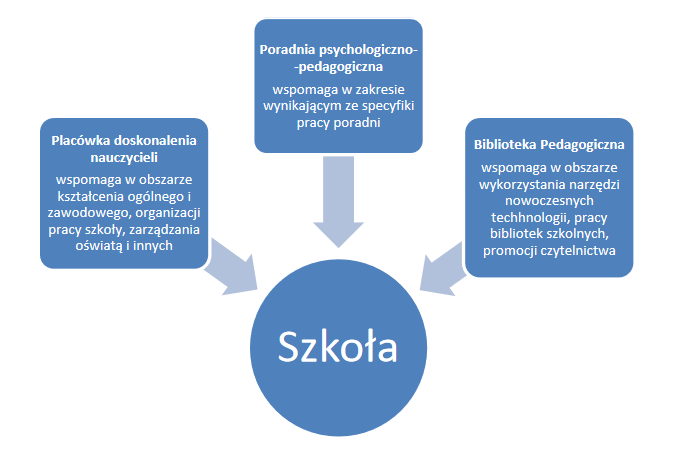 Poradnia psychologiczno-
-pedagogiczna
wspomaga w zakresie
wynikającym ze specyfiki
pracy poradni
Placówka doskonalenia
nauczycieli
wspomaga w obszarze
kształcenia ogólnego i
zawodowego, organizacji
pracy szkoły, zarządzania
oświatą i innych
Biblioteka Pedagogiczna
wspomaga w obszarze
wykorzystania narzędzi
nowoczesnych
techhnologii, pracy
bibliotek szkolnych,
promocji czytelnictwa
Szkoła